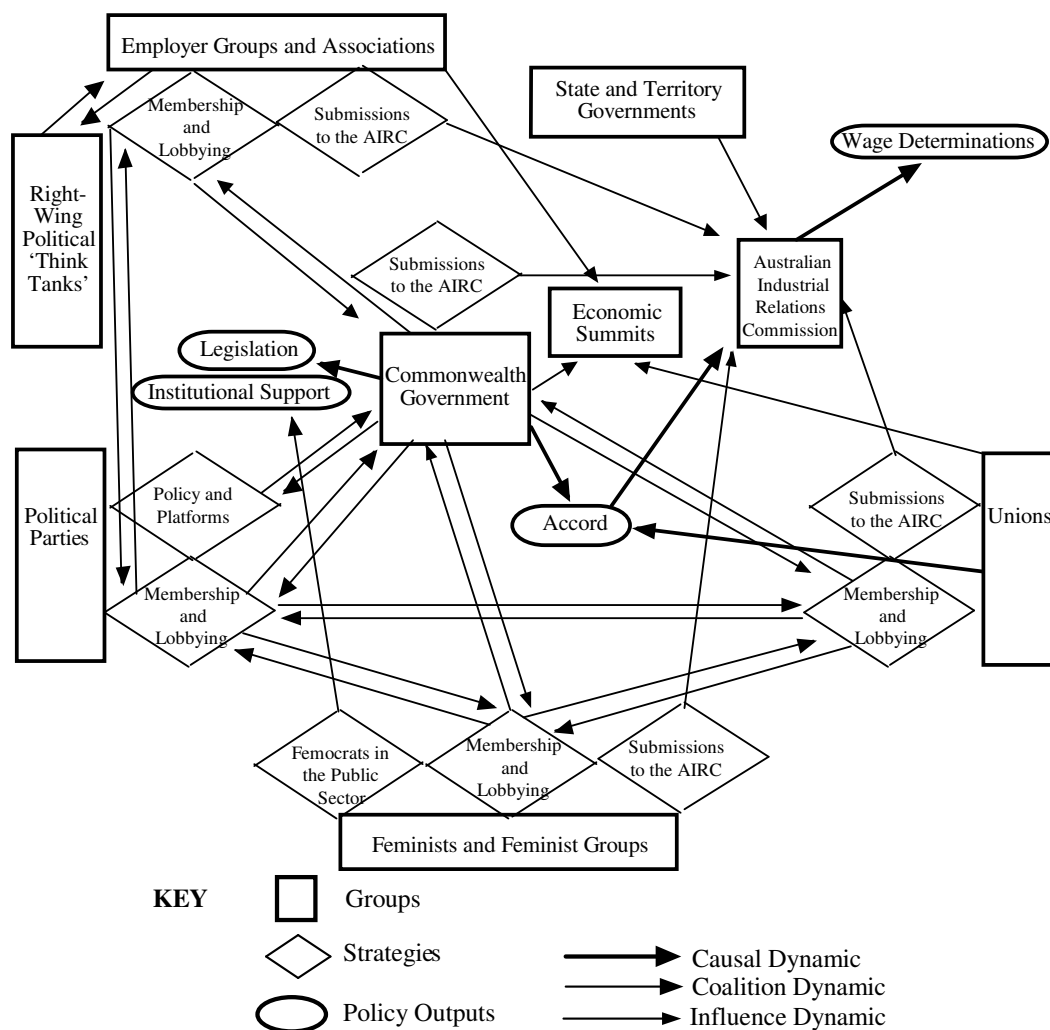 Employer Groups and Associations
State and Territory
Governments
Membership
and
Lobbying
Submissions
to the AIRC
Wage Determinations
Right-
Wing
Political
‘Think
Tanks’
Submissions
to the AIRC
Australian
Industrial
Relations
Commission
Economic
Summits
Legislation
Institutional Support
Commonwealth
Government
Political
Parties
Policy and
Platforms
Accord
Submissions
to the AIRC
Unions
Membership
and
Lobbying
Membership
and
Lobbying
Femocrats in
the Public
Sector
Membership
and
Lobbying
Submissions
to the AIRC
Feminists and Feminist Groups
KEY
Groups
Strategies
Policy Outputs
Causal Dynamic
Coalition Dynamic
Influence Dynamic